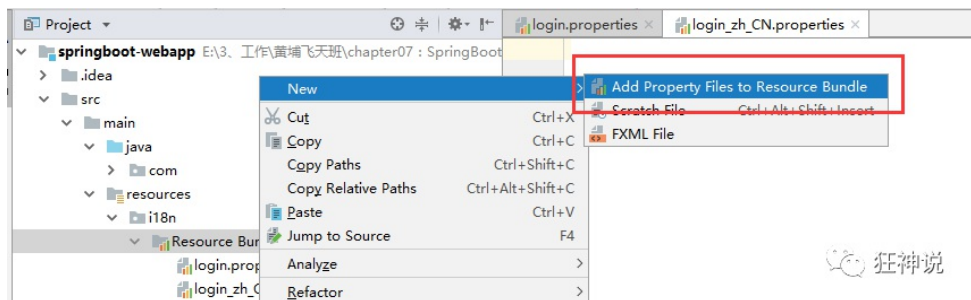 Project
login.properties
login_zh_CN.properties
springboot-webapp E:\3、工作\黄埔飞天班\chapter07：SpringBoot
.idea
src
main
java
com
resources
i18n
Resource Bur
login.prop
login_zh_C
New
Cut Ctrl+X
Copy Ctrl+C
Copy Paths Ctrl+Shift+C
Copy Relative Paths Ctrl+Alt+Shift+C
Paste Ctrl+V
Jump to Source F4
Analyze
Refactor
Add Property Files to Resource Bundle
Scratch File Ctrl+Alt+Shift+Insert
FXML File
狂神说